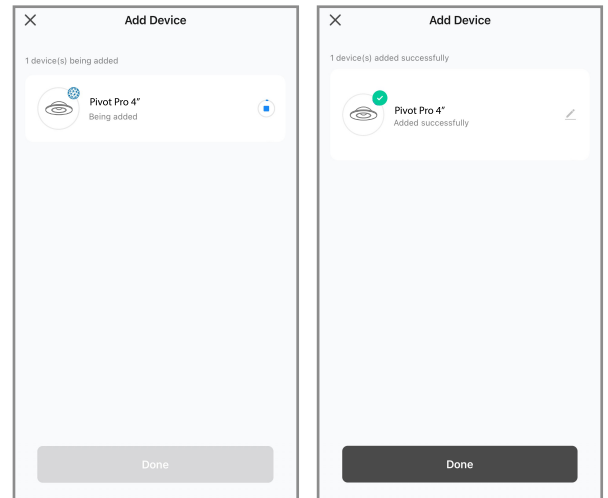 Add Device
1 device(s) being added
Pivot Pro 4"
Being added
Done
Add Device
1 device(s) added successfully
Pivot Pro 4"
Added successfully
Done